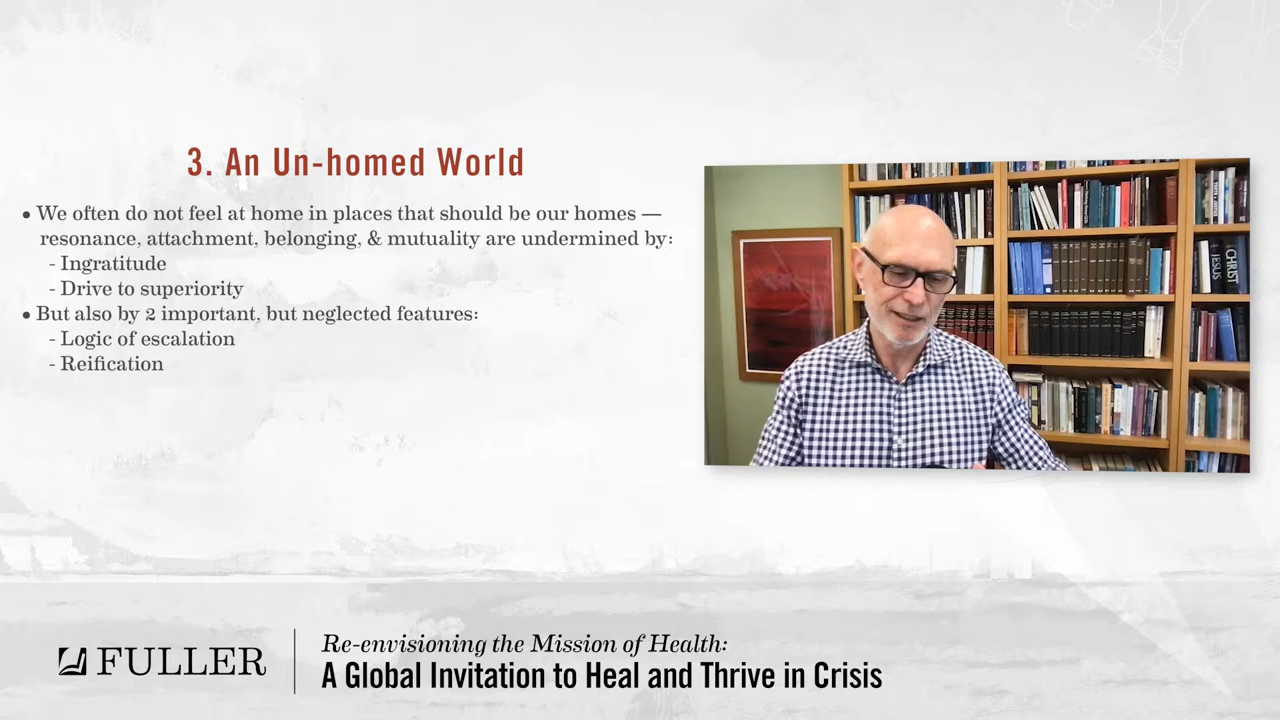 3. An Un-homed World
• We often do not feel at home in places that should be our homes —
resonance, attachment, belonging, & mutuality are undermined by:
- Ingratitude
- Drive to superiority
• But also by 2 important, but neglected features:
- Logic of escalation
- Reification
CHRIST
JESUS
FULLER
Re-envisioning the Mission of Health:
A Global Invitation to Heal and Thrive in Crisis